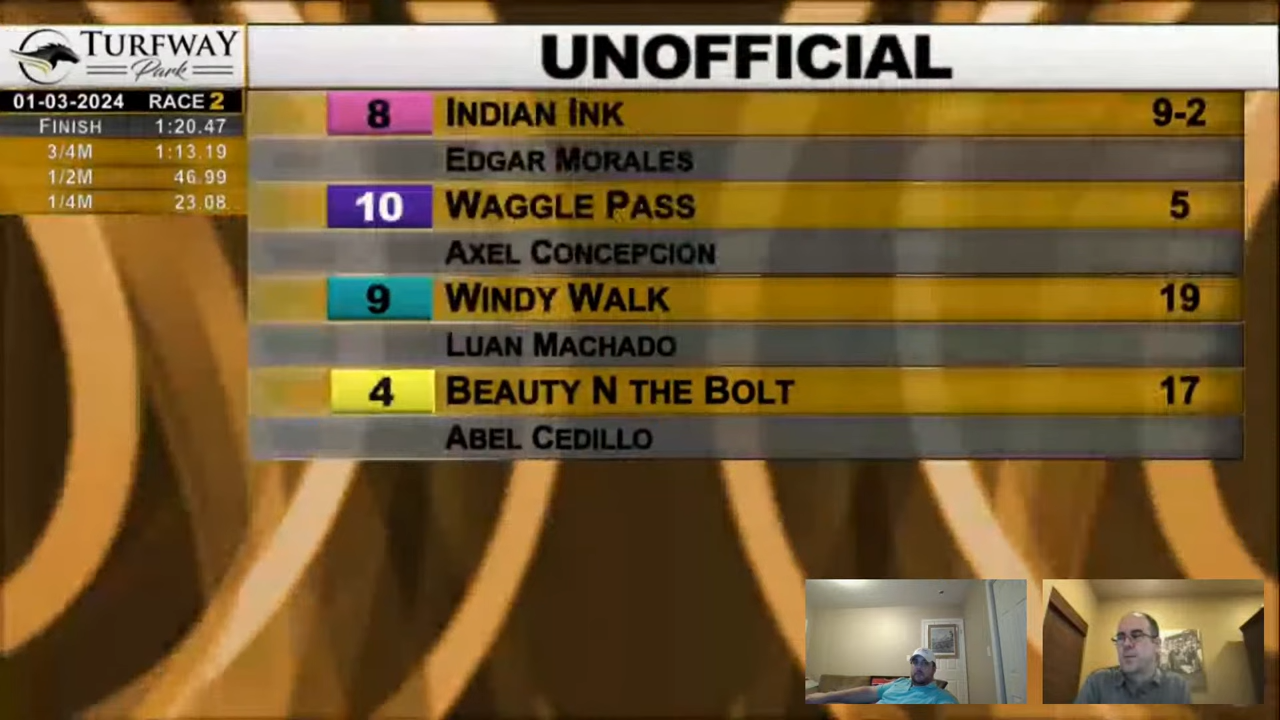 TURFWAY
Park
01-03-2024 RACE 2
FINISH 1:20.47
3/4M 1:13.19
1/2M 46.99
1/4M 23.08
UNOFFICIAL
8 INDIAN INK 9-2
EDGAR MORALES
10 WAGGLE PASS 5
AXEL CONCEPCION
9 WINDY WALK 19
LUAN MACHADO
4 BEAUTY N THE BOLT 17
ABEL CEDILLO